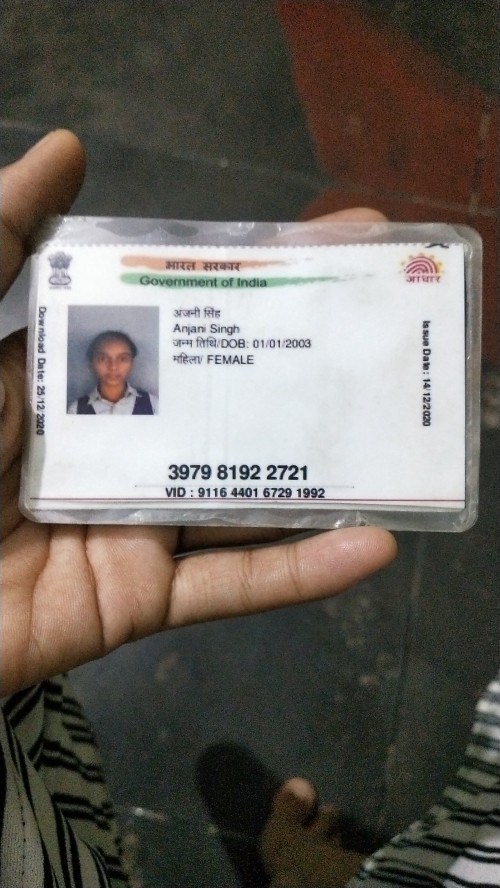 भारत सरकार
Government of India
आधार
Download Date: 25/12/2020
अंजनी सिंह
Anjani Singh
जन्म तिथि/DOB: 01/01/2003
महिला/ FEMALE
Issue Date : 14/12/2020
3979 8192 2721
VID : 9116 4401 6729 1992